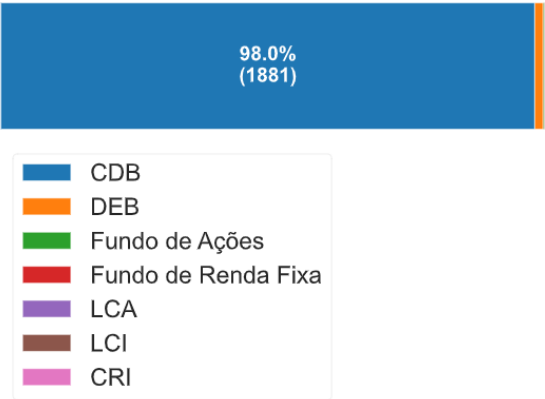 98.0%
(1881)
CDB
DEB
Fundo de Ações
Fundo de Renda Fixa
LCA
LCI
CRI